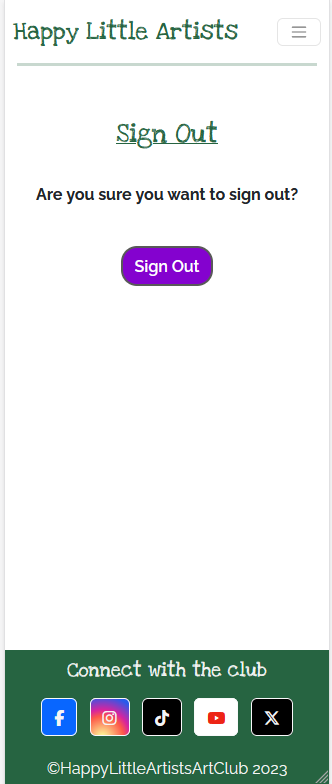 Happy Little Artists
Sign Out
Are you sure you want to sign out?
Sign Out
Connect with the club
©HappyLittleArtistsArtClub 2023